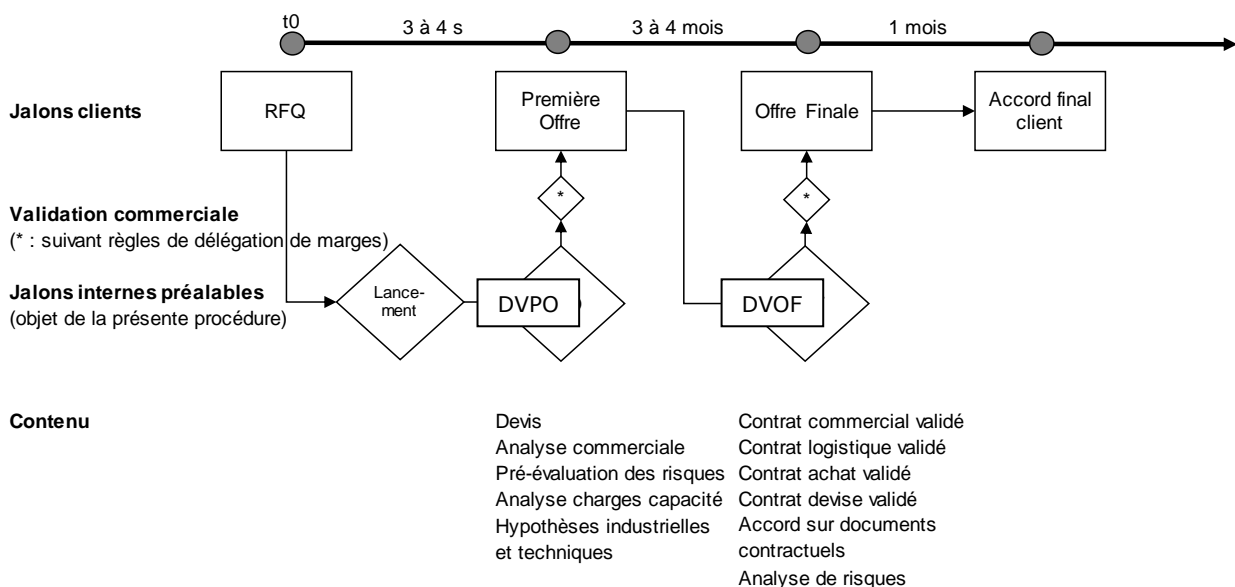 t0
3 à 4 s
3 à 4 mois
1 mois
Jalons clients
RFQ
Première
Offre
Offre Finale
Accord final
client
*
*
Validation commerciale
(* : suivant règles de délégation de marges)
Jalons internes préalables
(objet de la présente procédure)
Lance-
ment
DVPO
DVOF
Contenu
Devis
Analyse commerciale
Pré-évaluation des risques
Analyse charges capacité
Hypothèses industrielles
et techniques
Contrat commercial validé
Contrat logistique validé
Contrat achat validé
Contrat devise validé
Accord sur documents
contractuels
Analyse de risques